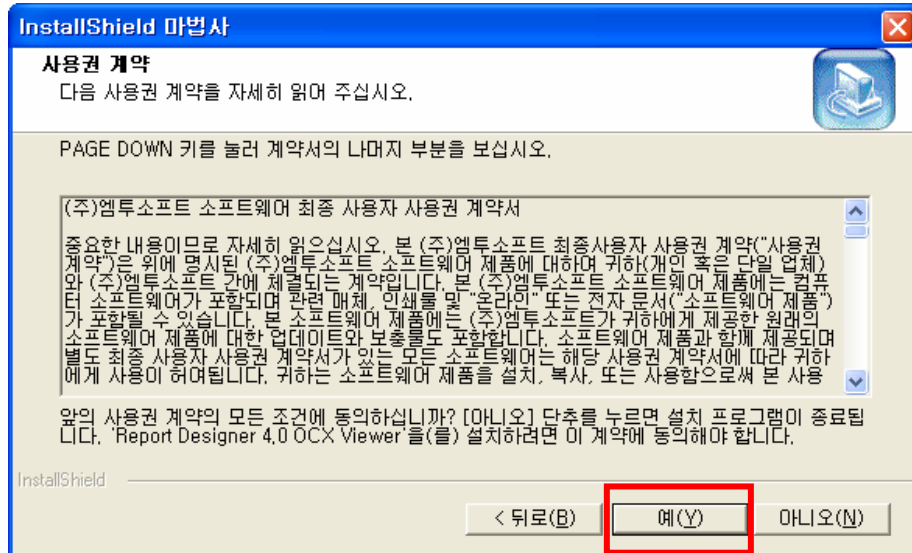 InstallShield 마법사
사용권 계약
다음 사용권 계약을 자세히 읽어 주십시오.
PAGE DOWN 키를 눌러 계약서의 나머지 부분을 보십시오.
(주)엠투소프트 소프트웨어 최종 사용자 사용권 계약서
중요한 내용이므로 자세히 읽으십시오. 본 (주)엠투소프트 최종사용자 사용권 계약("사용권
계약")은 위에 명시된 (주)엠투소프트 소프트웨어 제품에 대하여 귀하(개인 혹은 단일 업체)
와 (주)엠투소프트 간에 체결되는 계약입니다. 본 (주)엠투소프트 소프트웨어 제품에는 컴퓨
터 소프트웨어가 포함되며 관련 매체, 인쇄물 및 "온라인" 또는 전자 문서("소프트웨어 제품")
가 포함될 수 있습니다. 본 소프트웨어 제품에는 (주)엠투소프트가 귀하에게 제공한 원래의
소프트웨어 제품에 대한 업데이트와 보충물도 포함합니다. 소프트웨어 제품과 함께 제공되며
별도 최종 사용자 사용권 계약서가 있는 모든 소프트웨어는 해당 사용권 계약서에 따라 귀하
에게 사용이 허여됩니다. 귀하는 소프트웨어 제품을 설치, 복사, 또는 사용함으로써 본 사용
앞의 사용권 계약의 모든 조건에 동의하십니까? [아니오] 단추를 누르면 설치 프로그램이 종료됩
니다. 'Report Designer 4.0 OCX Viewer'을(를) 설치하려면 이 계약에 동의해야 합니다.
InstallShield
< 뒤로(B) 예(Y) 아니오(N)